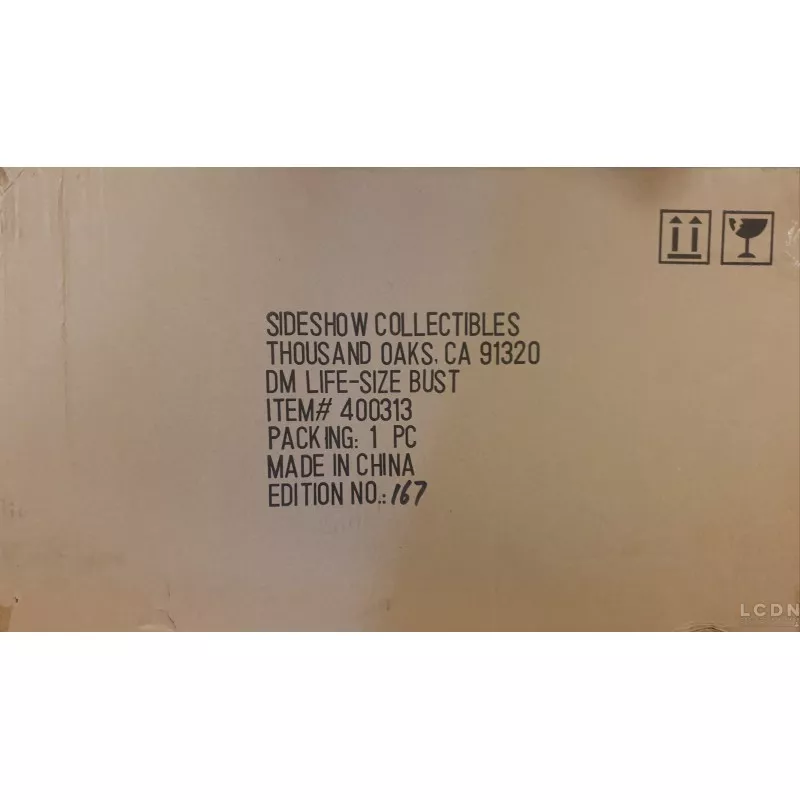 SIDESHOW COLLECTIBLES
THOUSAND OAKS, CA 91320
DM LIFE-SIZE BUST
ITEM# 400313
PACKING: 1 PC
MADE IN CHINA
EDITION NO.: 167
LCDN